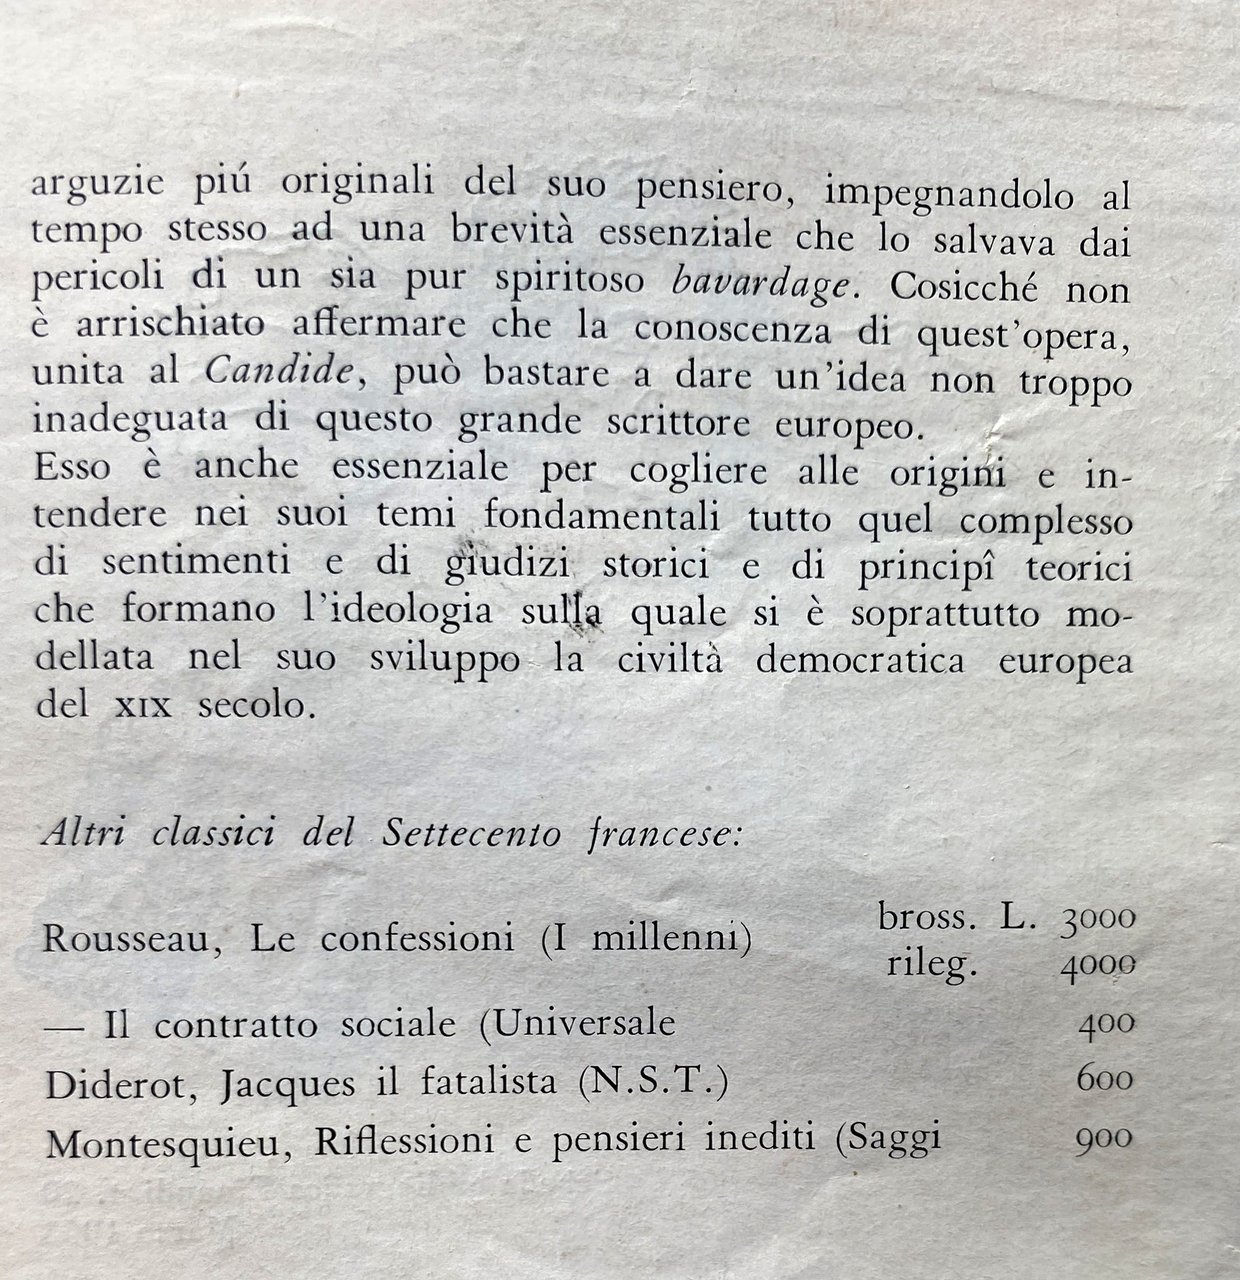 arguzie piú originali del suo pensiero, impegnandolo al
tempo stesso ad una brevità essenziale che lo salvava dai
pericoli di un sia pur spiritoso bavardage. Cosicché non
è arrischiato affermare che la conoscenza di quest'opera,
unita al Candide, può bastare a dare un'idea non troppo
inadeguata di questo grande scrittore europeo.
Esso è anche essenziale per cogliere alle origini e in-
tendere nei suoi temi fondamentali tutto quel complesso
di sentimenti e di giudizi storici e di principî teorici
che formano l'ideologia sulla quale si è soprattutto mo-
dellata nel suo sviluppo la civiltà democratica europea
del XIX secolo.
Altri classici del Settecento francese:
Rousseau, Le confessioni (I millenni) bross. L. 3000
rileg. 4000
— Il contratto sociale (Universale 400
Diderot, Jacques il fatalista (N.S.T.) 600
Montesquieu, Riflessioni e pensieri inediti (Saggi 900